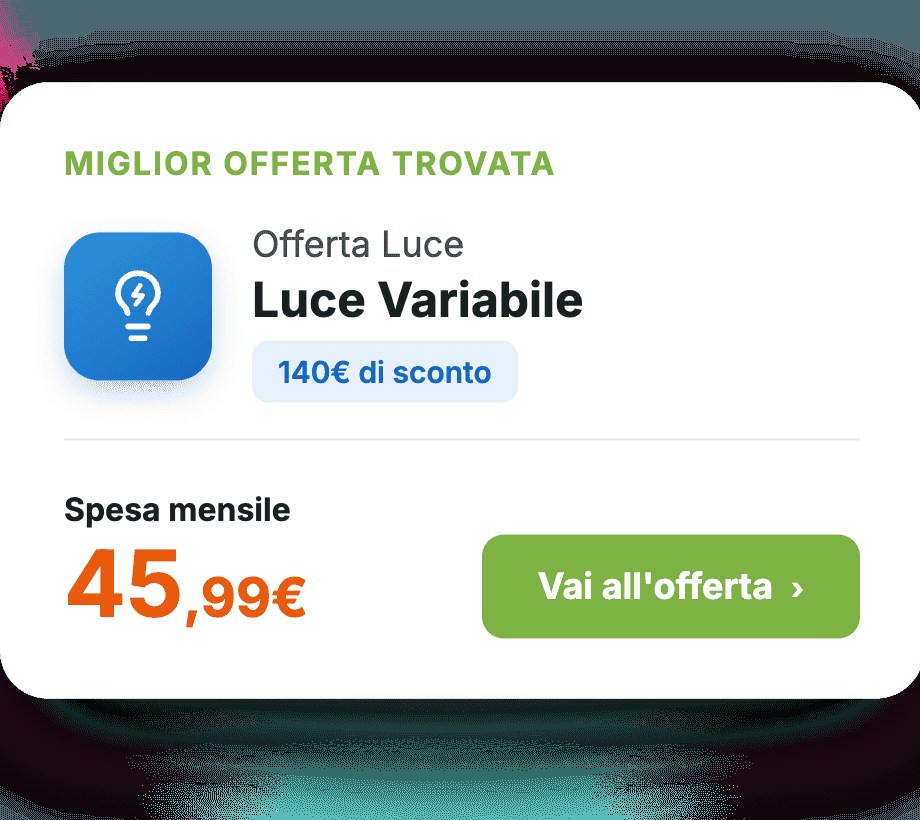 MIGLIOR OFFERTA TROVATA
Offerta Luce
Luce Variabile
140€ di sconto
Spesa mensile
45,99€
Vai all'offerta ›